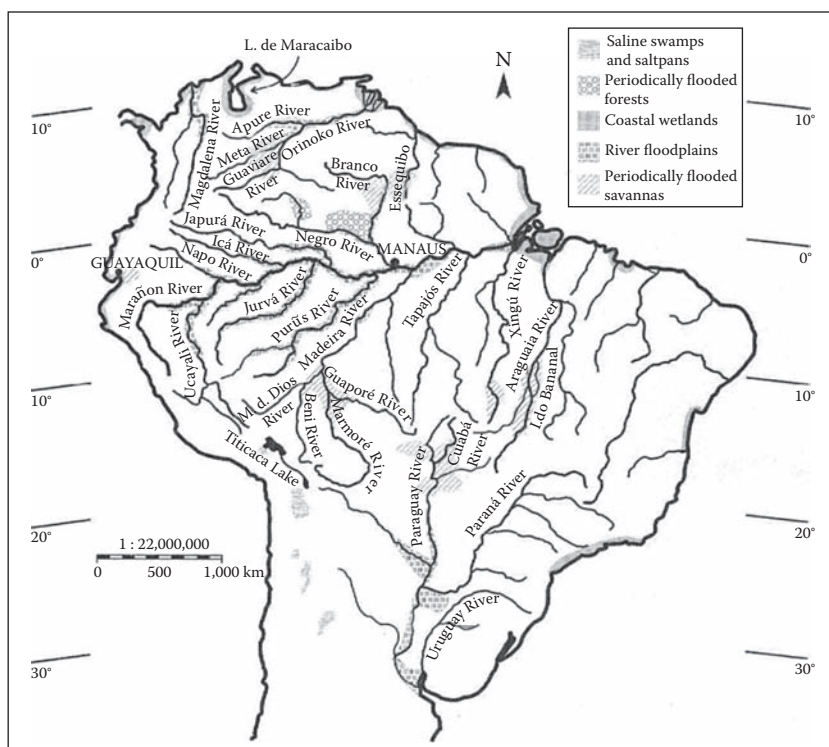 L. de Maracaibo
N
Saline swamps
and saltpans
Periodically flooded
forests
Coastal wetlands
River floodplains
Periodically flooded
savannas
10°
10°
Magdalena River
Apure River
Meta River
Orinoko River
Guaviare
River
Branco
River
Essequibo
Japurá River
Icá River
Negro River
MANAUS
0°
0°
GUAYAQUIL
Napo River
Marañon River
Jurvá River
Purűs River
Madeira River
Tapajós River
Xingú River
Araguaia River
I.do Bananal
Ucayali River
10°
10°
M. d. Dios
River
Guaporé River
Beni River
Marmoré River
Cuiabá
River
Titicaca Lake
Paraguay River
Paraná River
20°
20°
1 : 22,000,000
0 500 1,000 km
Uruguay River
30°
30°